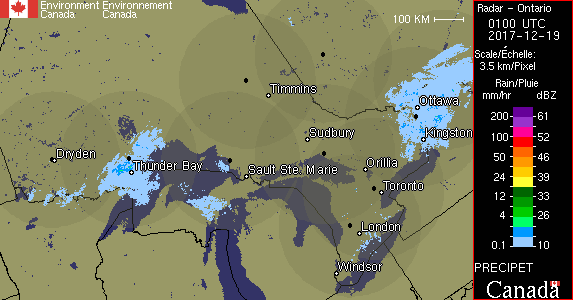 Environment Environnement
Canada Canada
100 KM
Timmins
Ottawa
Sudbury
Kingston
Dryden
Thunder Bay
Sault Ste. Marie
Orillia
Toronto
London
Windsor
Radar - Ontario
0100 UTC
2017-12-19
Scale/Échelle:
3.5 km/Pixel
Rain/Pluie
mm/hr dBZ
200 61
100 52
50 46
24 39
12 33
4 26
0.1 10
PRECIPET
Canada